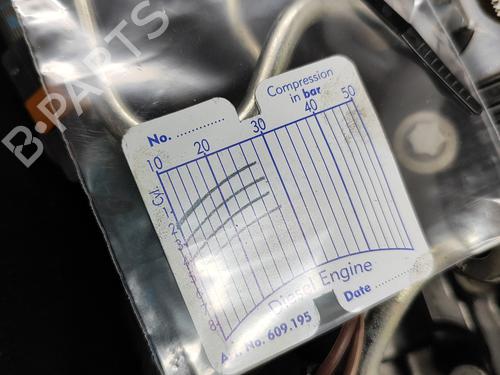 B-PARTS
Compression
in bar
No. ..............
10 20 30 40 50
Cyl.
1
2
3
8
Diesel Engine
Art. No. 609.195
Date ..............